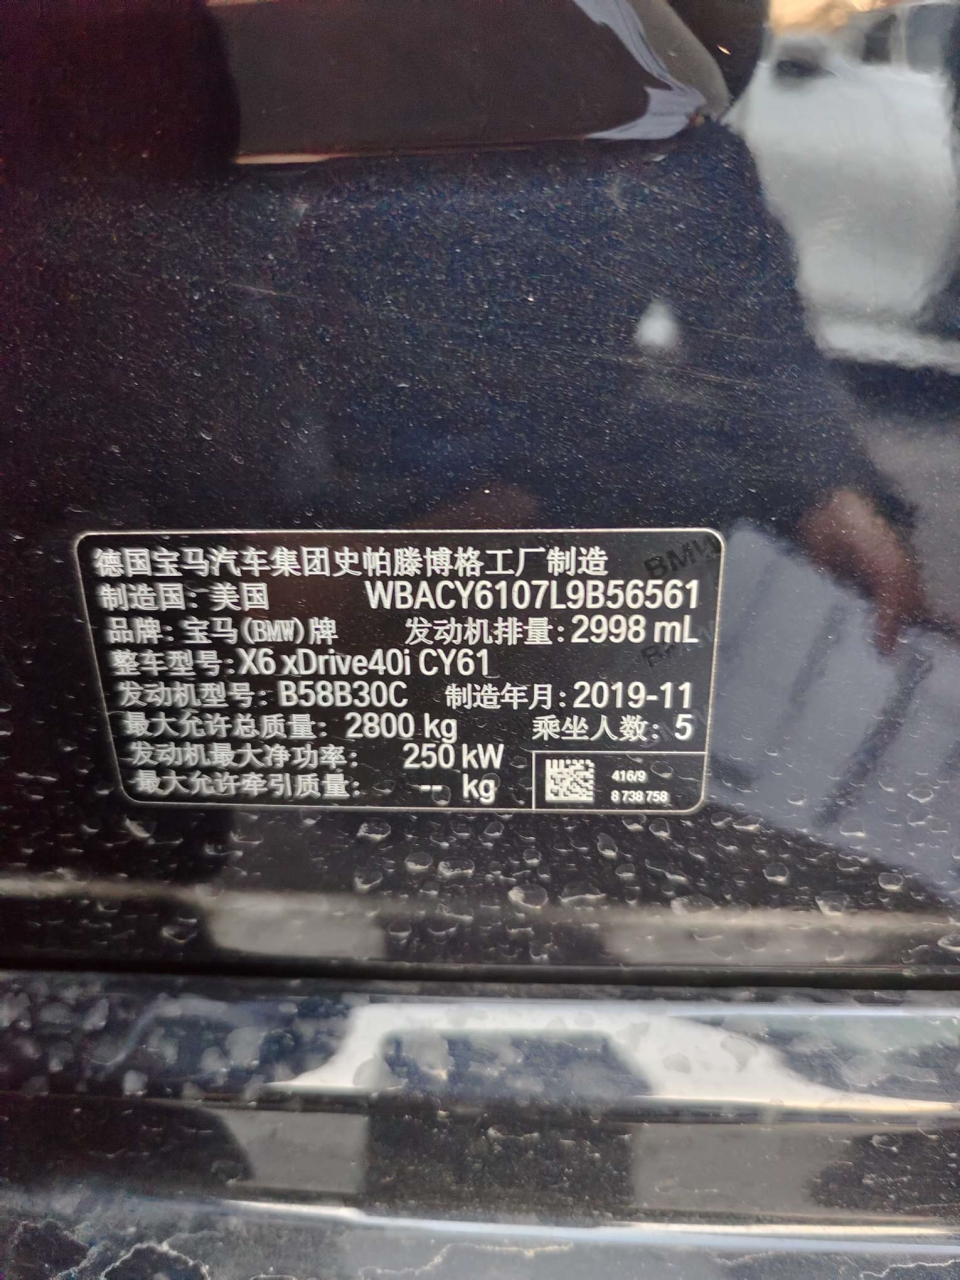 德国宝马汽车集团史帕滕博格工厂制造
制造国: 美国 WBACY6107L9B56561
品牌: 宝马(BMW)牌 发动机排量: 2998 mL
整车型号: X6 xDrive40i CY61
发动机型号: B58B30C 制造年月: 2019-11
最大允许总质量: 2800 kg 乘坐人数: 5
发动机最大净功率: 250 kW
最大允许牵引质量: -- kg
416/9
8 738 758
BMW